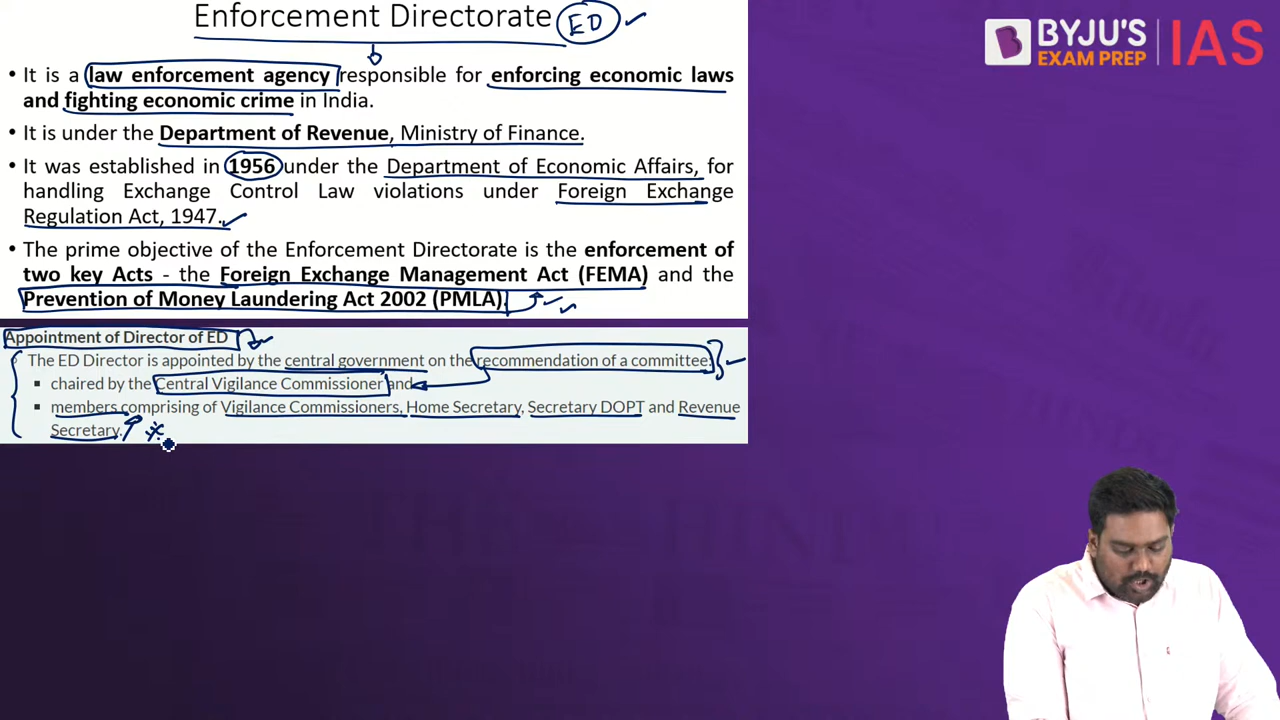 Enforcement Directorate ED
BYJU'S
EXAM PREP
IAS
• It is a law enforcement agency responsible for enforcing economic laws
and fighting economic crime in India.
• It is under the Department of Revenue, Ministry of Finance.
• It was established in 1956 under the Department of Economic Affairs, for
handling Exchange Control Law violations under Foreign Exchange
Regulation Act, 1947.
• The prime objective of the Enforcement Directorate is the enforcement of
two key Acts - the Foreign Exchange Management Act (FEMA) and the
Prevention of Money Laundering Act 2002 (PMLA).
Appointment of Director of ED
The ED Director is appointed by the central government on the recommendation of a committee:
▪ chaired by the Central Vigilance Commissioner and
▪ members comprising of Vigilance Commissioners, Home Secretary, Secretary DOPT and Revenue
Secretary.